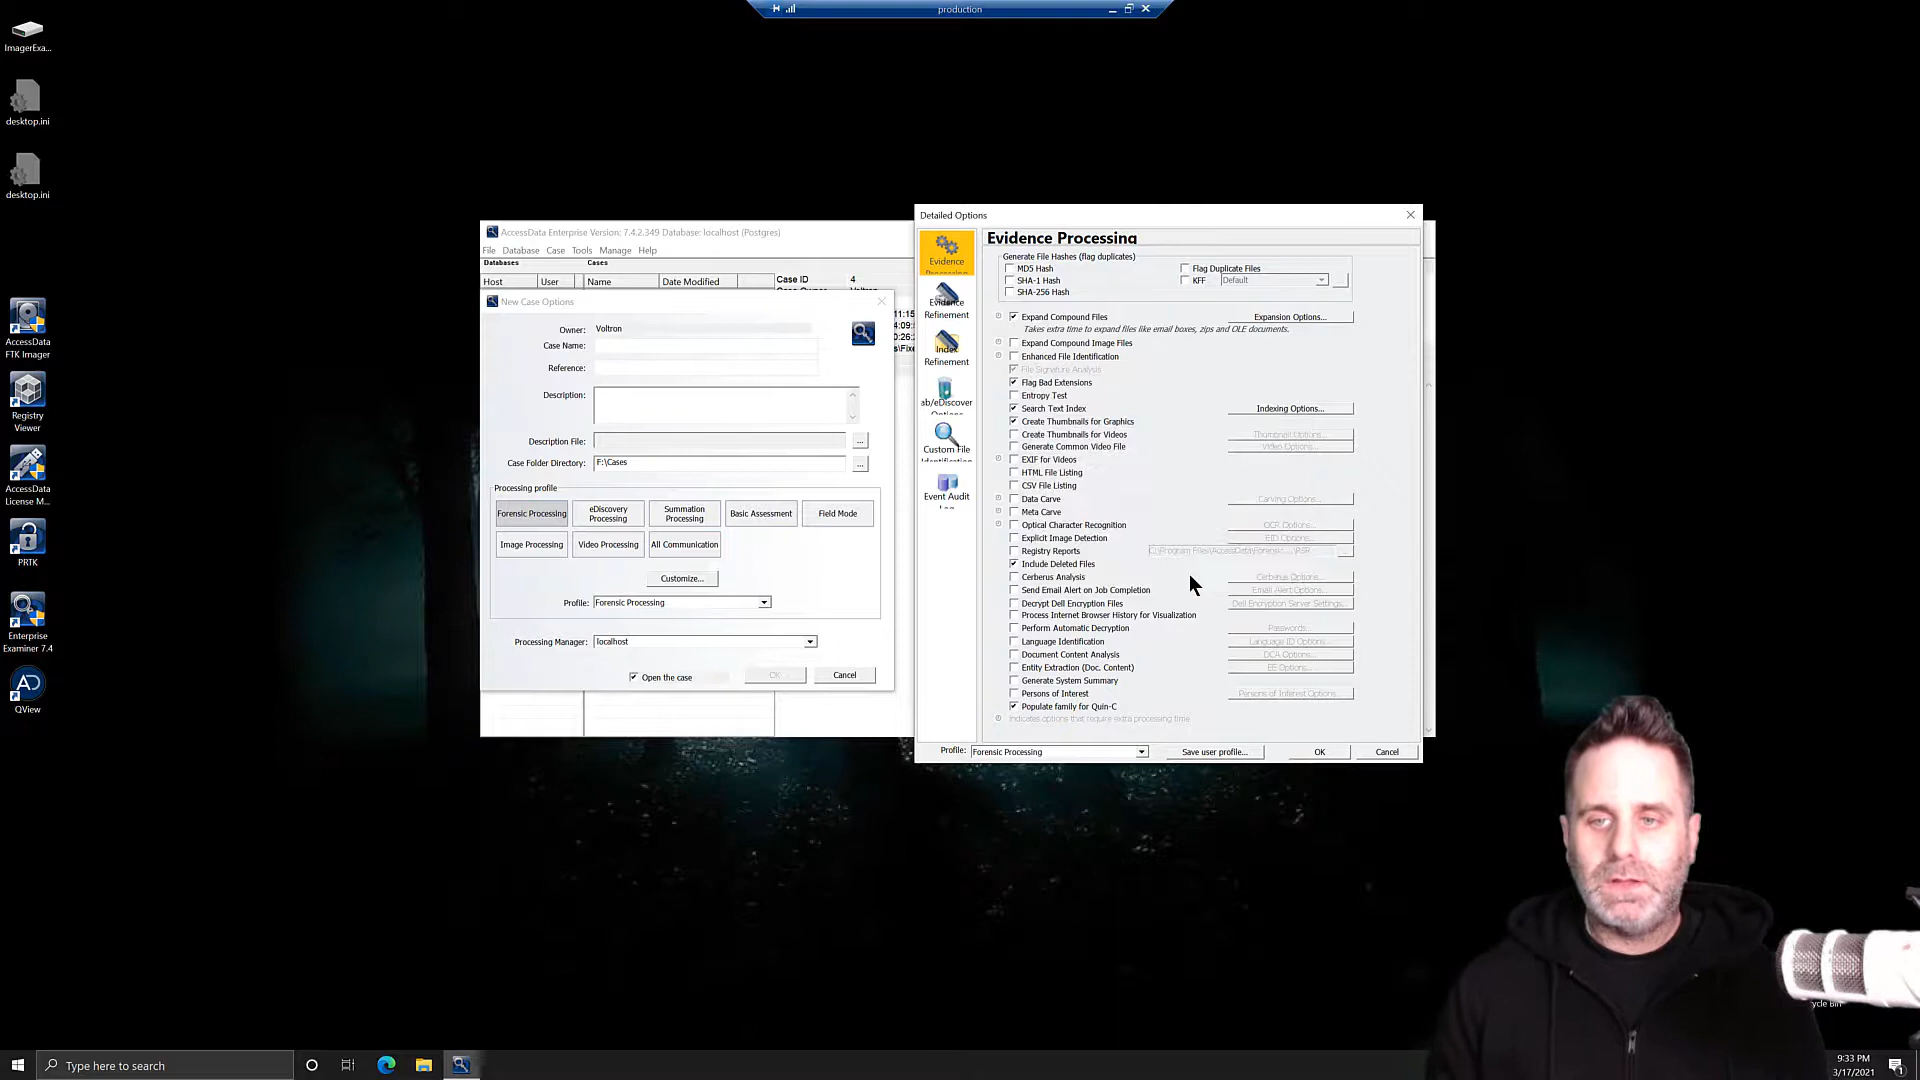 production
ImagerExa...
desktop.ini
desktop.ini
AccessData
FTK Imager
Registry
Viewer
AccessData
License M...
PRTK
Enterprise
Examiner 7.4
QView
AccessData Enterprise Version: 7.4.2.349 Database: localhost (Postgres)
File Database Case Tools Manage Help
Databases Cases
Host User Name Date Modified
Case ID 4
New Case Options
Owner: Voltron
Case Name:
Reference:
Description:
Description File: ...
Case Folder Directory: F:\Cases ...
Processing profile
Forensic Processing
eDiscovery
Processing
Summation
Processing
Basic Assessment
Field Mode
Image Processing
Video Processing
All Communication
Customize...
Profile: Forensic Processing
Processing Manager: localhost
Open the case OK Cancel
Detailed Options
Evidence
Evidence
Refinement
Index
Refinement
ab/eDiscover
Options
Custom File
Identification
Event Audit
Log
Evidence Processing
Generate File Hashes (flag duplicates)
MD5 Hash Flag Duplicate Files
SHA-1 Hash KFF Default
SHA-256 Hash
Expand Compound Files Expansion Options...
Takes extra time to expand files like email boxes, zips and OLE documents.
Expand Compound Image Files
Enhanced File Identification
File Signature Analysis
Flag Bad Extensions
Entropy Test
Search Text Index Indexing Options...
Create Thumbnails for Graphics
Create Thumbnails for Videos Thumbnail Options...
Generate Common Video File Video Options...
EXIF for Videos
HTML File Listing
CSV File Listing
Data Carve Carving Options...
Meta Carve
Optical Character Recognition OCR Options...
Explicit Image Detection EID Options...
Registry Reports
Include Deleted Files
Cerberus Analysis Cerberus Options...
Send Email Alert on Job Completion Email Alert Options...
Decrypt Dell Encryption Files Dell Encryption Server Settings...
Process Internet Browser History for Visualization
Perform Automatic Decryption Passwords...
Language Identification Language ID Options...
Document Content Analysis DCA Options...
Entity Extraction (Doc. Content) EE Options...
Generate System Summary
Persons of Interest Persons of Interest Options...
Populate family for Quin-C
Indicates options that require extra processing time
Profile: Forensic Processing Save user profile... OK Cancel
Type here to search
9:33 PM
3/17/2021